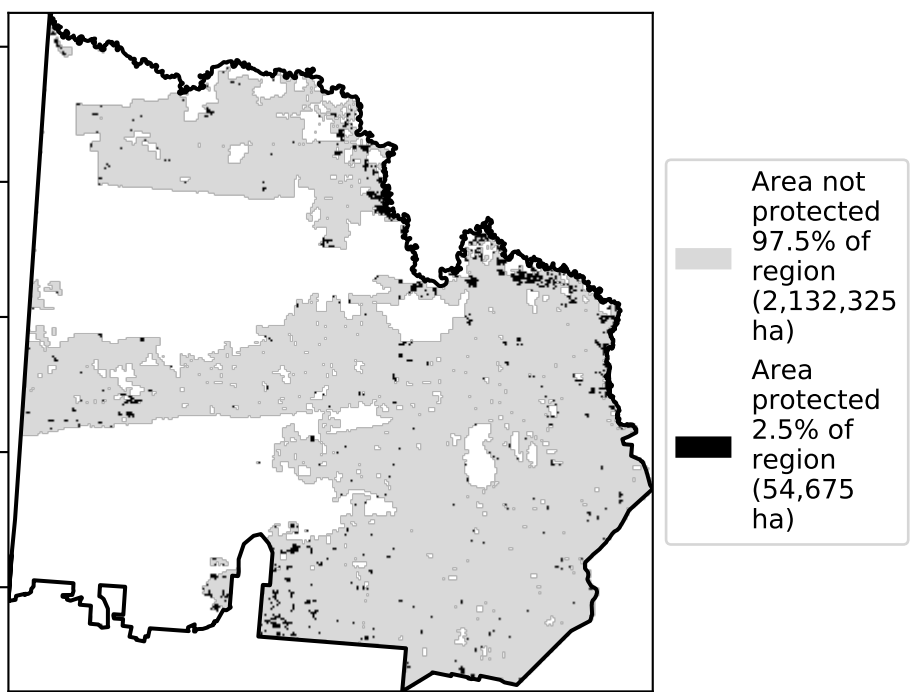 Area not
protected
97.5% of
region
(2,132,325
ha)
Area
protected
2.5% of
region
(54,675
ha)